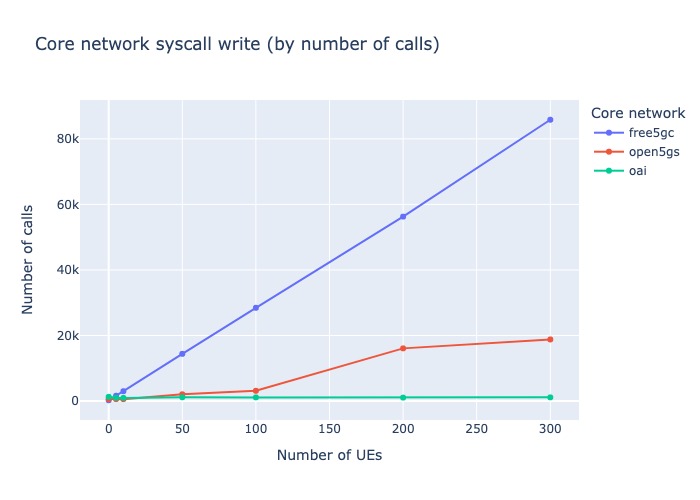 Core network syscall write (by number of calls)
Core network
free5gc
open5gs
oai
Number of calls
80k
60k
40k
20k
0
0 50 100 150 200 250 300
Number of UEs